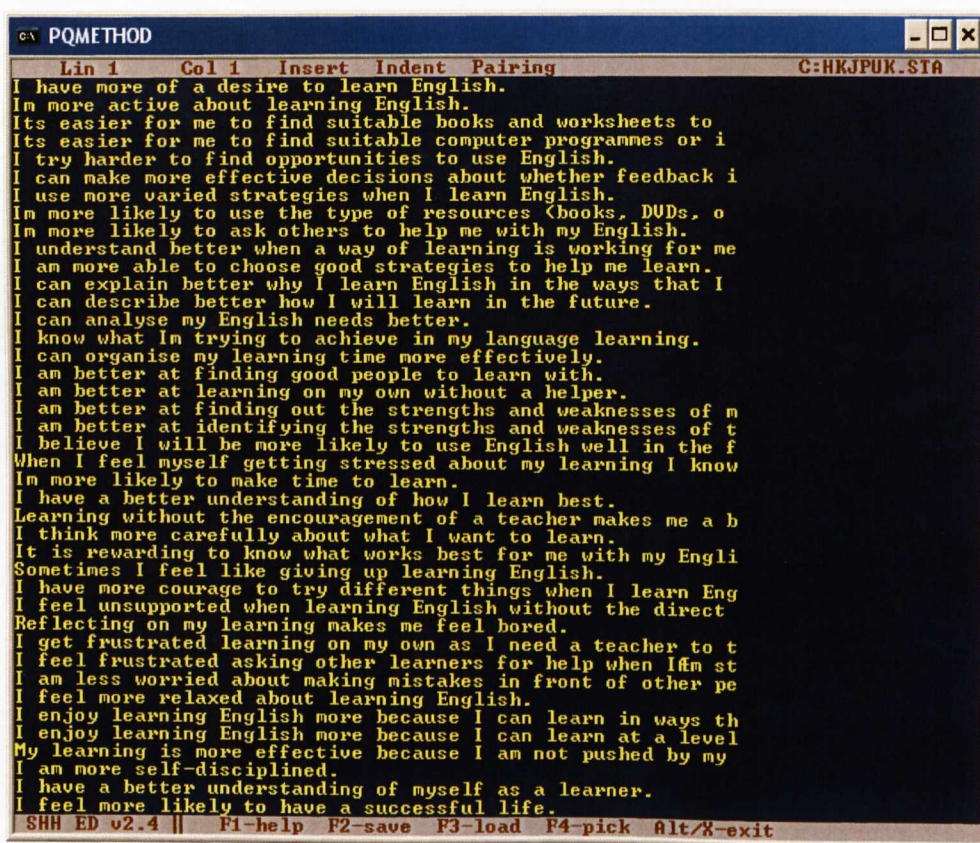 PQMETHOD
Lin 1 Col 1 Insert Indent Pairing C:HKJPUK.STA
I have more of a desire to learn English.
Im more active about learning English.
Its easier for me to find suitable books and worksheets to
Its easier for me to find suitable computer programmes or i
I try harder to find opportunities to use English.
I can make more effective decisions about whether feedback i
I use more varied strategies when I learn English.
Im more likely to use the type of resources (books, DVDs, o
Im more likely to ask others to help me with my English.
I understand better when a way of learning is working for me
I am more able to choose good strategies to help me learn.
I can explain better why I learn English in the ways that I
I can describe better how I will learn in the future.
I can analyse my English needs better.
I know what Im trying to achieve in my language learning.
I can organise my learning time more effectively.
I am better at finding good people to learn with.
I am better at learning on my own without a helper.
I am better at finding out the strengths and weaknesses of m
I am better at identifying the strengths and weaknesses of t
I believe I will be more likely to use English well in the f
When I feel myself getting stressed about my learning I know
Im more likely to make time to learn.
I have a better understanding of how I learn best.
Learning without the encouragement of a teacher makes me a b
I think more carefully about what I want to learn.
It is rewarding to know what works best for me with my Engli
Sometimes I feel like giving up learning English.
I have more courage to try different things when I learn Eng
I feel unsupported when learning English without the direct
Reflecting on my learning makes me feel bored.
I get frustrated learning on my own as I need a teacher to t
I feel frustrated asking other learners for help when IÆm st
I am less worried about making mistakes in front of other pe
I feel more relaxed about learning English.
I enjoy learning English more because I can learn in ways th
I enjoy learning English more because I can learn at a level
My learning is more effective because I am not pushed by my
I am more self-disciplined.
I have a better understanding of myself as a learner.
I feel more likely to have a successful life.
SHH ED v2.4 || F1-help F2-save F3-load F4-pick Alt/X-exit